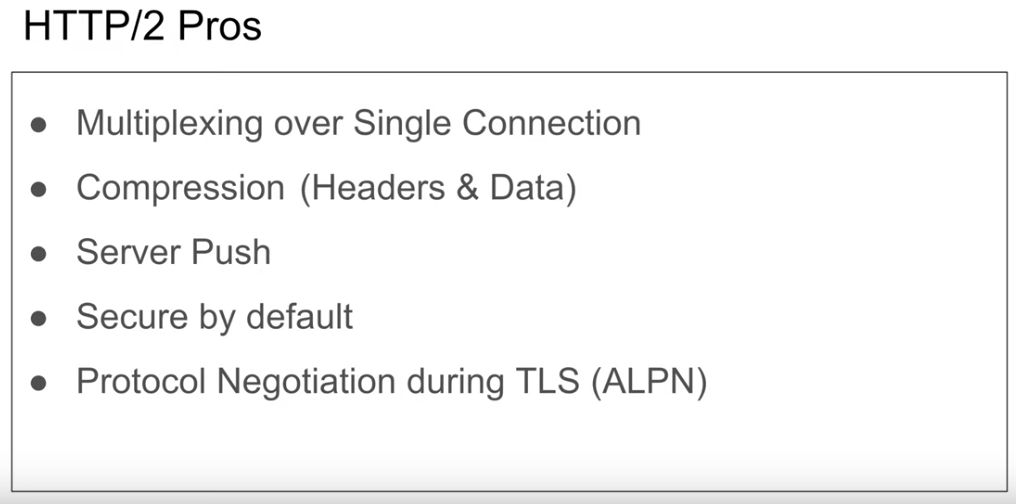 HTTP/2 Pros
● Multiplexing over Single Connection
● Compression (Headers & Data)
● Server Push
● Secure by default
● Protocol Negotiation during TLS (ALPN)